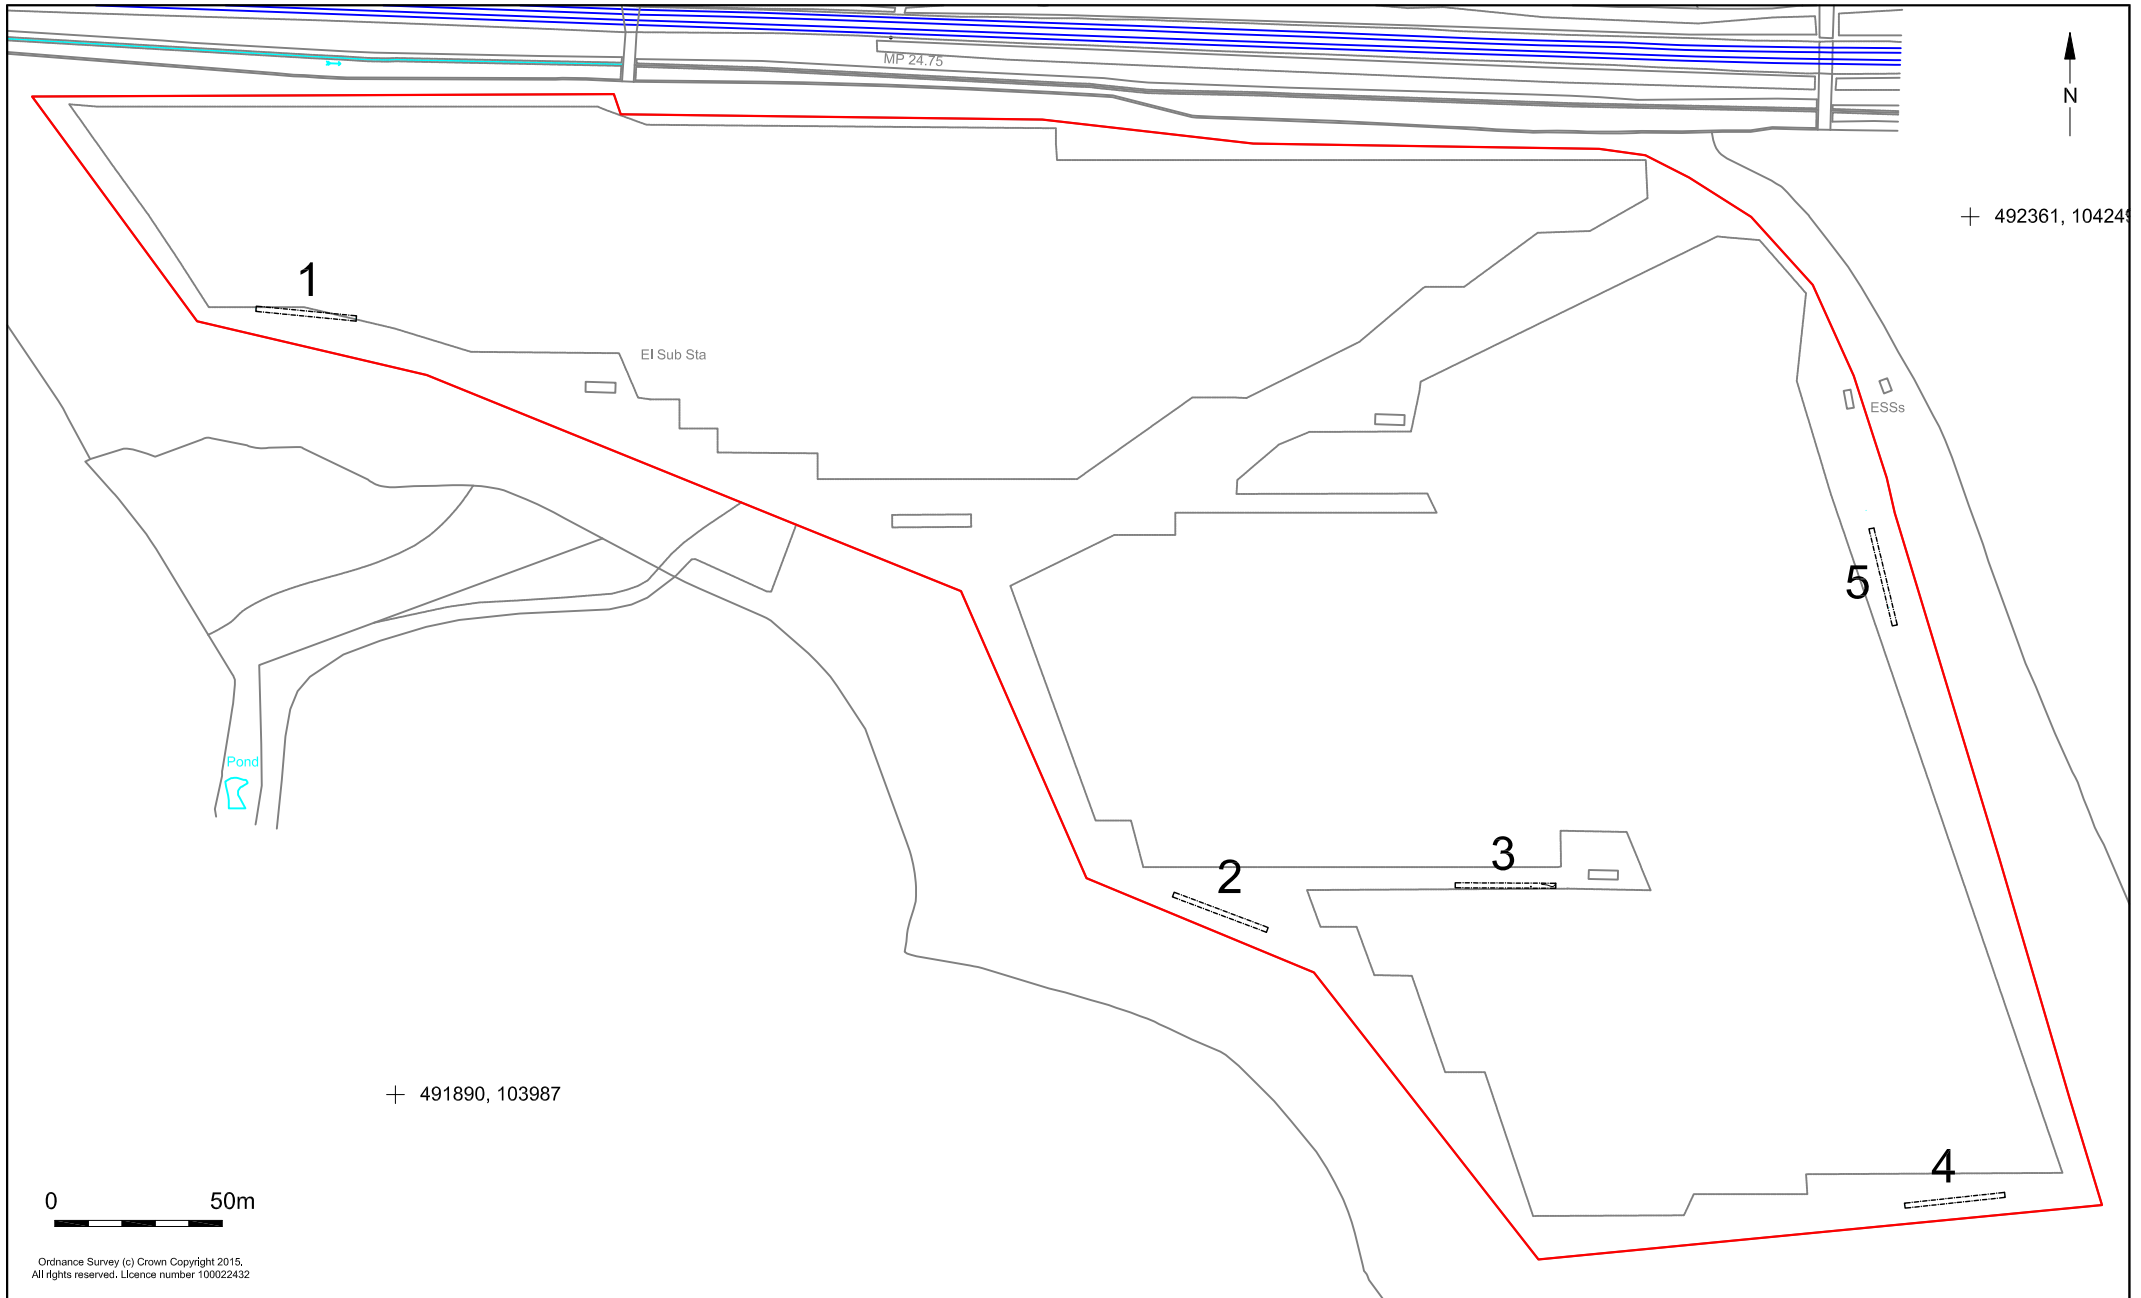 MP 24.75
N
492361, 104249
1
El Sub Sta
ESSs
5
Pond
3
2
491890, 103987
4
0 50m
Ordnance Survey (c) Crown Copyright 2015.
All rights reserved. Licence number 100022432